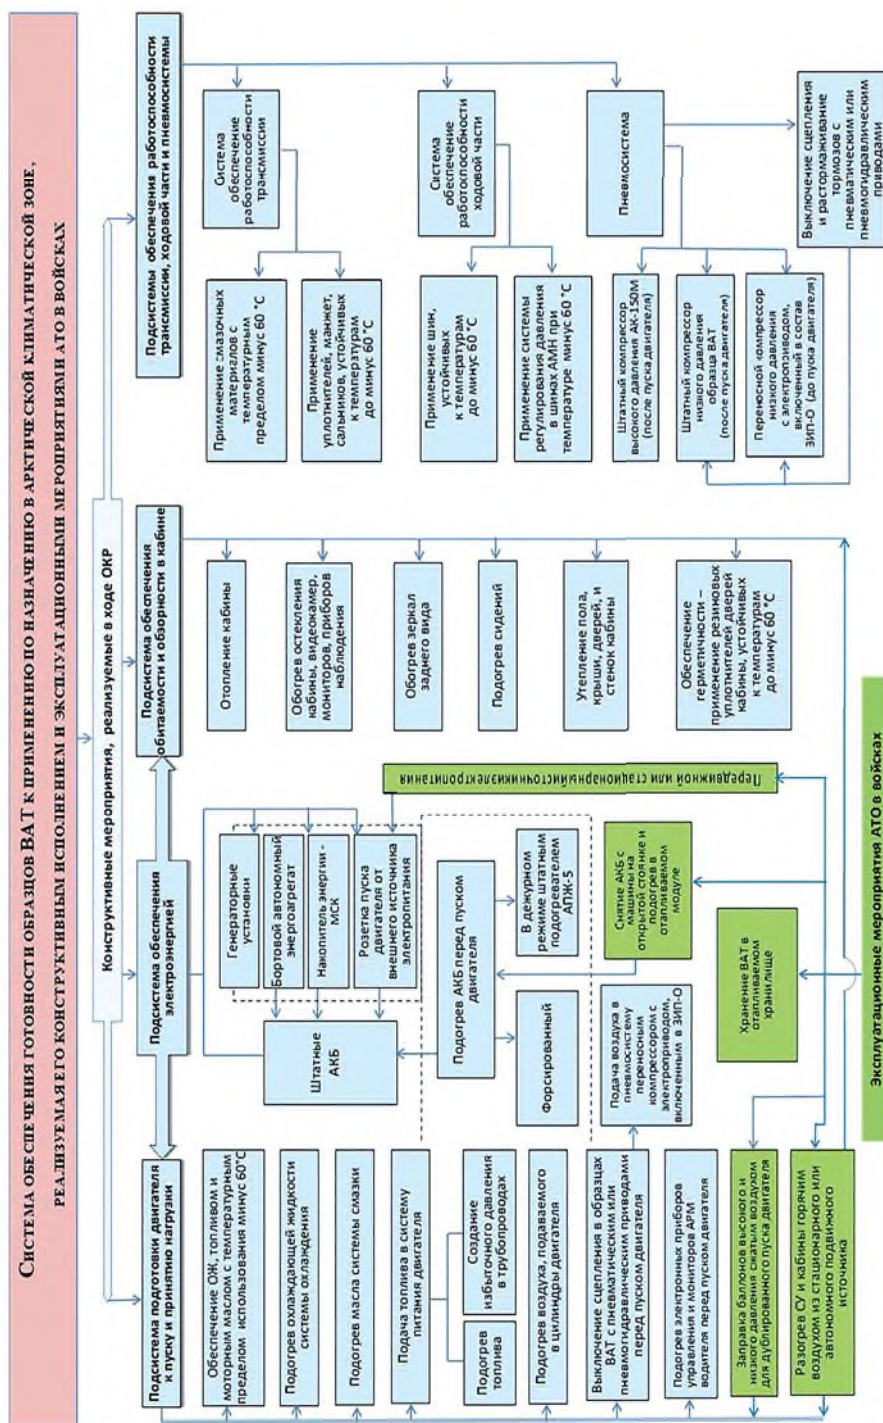 СИСТЕМА ОБЕСПЕЧЕНИЯ ГОТОВНОСТИ ОБРАЗЦОВ ВАТ К ПРИМЕНЕНИЮ ПО НАЗНАЧЕНИЮ В АРКТИЧЕСКОЙ КЛИМАТИЧЕСКОЙ ЗОНЕ,
РЕАЛИЗУЕМАЯ ЕГО КОНСТРУКТИВНЫМ ИСПОЛНЕНИЕМ И ЭКСПЛУАТАЦИОННЫМИ МЕРОПРИЯТИЯМИ АТО В ВОЙСКАХ
Конструктивные мероприятия, реализуемые в ходе ОКР
Подсистема подготовки двигателя
к пуску и принятию нагрузки
Обеспечение ОЖ, топливом и
моторным маслом с температурным
пределом использования минус 60°С
Подогрев охлаждающей жидкости
системы охлаждения
Подогрев масла системы смазки
Подача топлива в систему
питания двигателя
Подогрев
топлива
Создание
избыточного давления
в трубопроводах
Подогрев воздуха, подаваемого
в цилиндры двигателя
Выключение сцепления в образцах
ВАТ с пневматическим или
пневмогидравлическим приводами
перед пуском двигателя
Подача воздуха в
пневмосистему
переносным
компрессором с
электроприводом,
включенным в ЗИП-О
Подогрев электронных приборов
управления и мониторов АРМ
водителя перед пуском двигателя
Заправка баллонов высокого и
низкого давления сжатым воздухом
для дублированного пуска двигателя
Разогрев СУ и кабины горячим
воздухом из стационарного или
автономного подвижного
источника
Подсистема обеспечения
электроэнергией
Генераторные
установки
Бортовой автономный
энергоагрегат
Накопитель энергии -
МСК
Розетка пуска
двигателя от
внешнего источника
электропитания
Штатные
АКБ
Подогрев АКБ перед пуском
двигателя
Форсированный
В дежурном
режиме штатным
подогревателем
АПЖ-5
Снятие АКБ с
машины на
открытой стоянке и
подогрев в
отапливаемом
модуле
Хранение ВАТ в
отапливаемом
хранилище
Передвижной или стационарныйисточникэлектропитания
Подсистема обеспечения
обитаемости и обзорности в кабине
Отопление кабины
Обогрев остекления
кабины, видеокамер,
мониторов, приборов
наблюдения
Обогрев зеркал
заднего вида
Подогрев сидений
Утепление пола,
крыши, дверей, и
стенок кабины
Обеспечение
герметичности –
применение резиновых
уплотнителей дверей
кабины, устойчивых
к температурам
до минус 60 °С
Подсистемы обеспечения работоспособности
трансмиссии, ходовой части и пневмосистемы
Система
обеспечение
работоспособности
трансмиссии
Применение смазочных
материалов с
температурным
пределом минус 60 °С
Применение
уплотнителей, манжет,
сальников, устойчивых
к температурам
до минус 60 °С
Система
обеспечение
работоспособности
ходовой части
Применение шин,
устойчивых
к температурам
до минус 60 °С
Применение системы
регулирования давления
в шинах АМН при
температуре минус 60 °С
Пневмосистема
Штатный компрессор
высокого давления АК-150М
(после пуска двигателя)
Штатный компрессор
низкого давления
образца ВАТ
(после пуска двигателя)
Переносной компрессор
низкого давления
с электроприводом,
включенный в состав
ЗИП-О (до пуска двигателя)
Выключение сцепления
и растормаживание
тормозов с
пневматическим или
пневмогидравлическим
приводами
Эксплуатационные мероприятия АТО в войсках